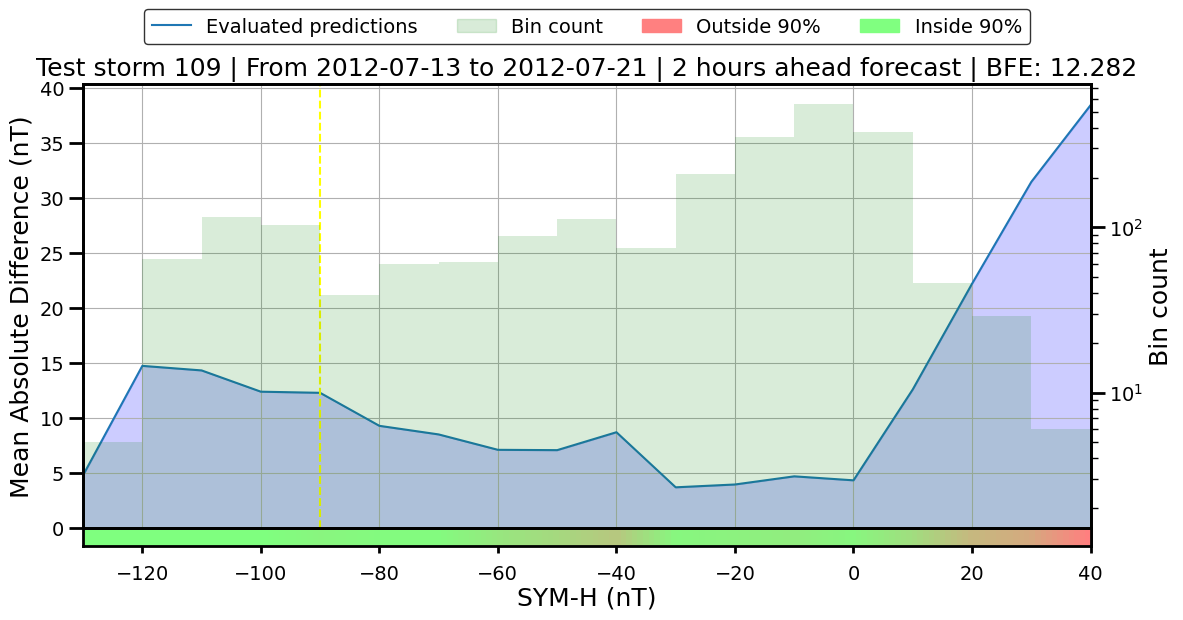 Evaluated predictions Bin count Outside 90% Inside 90%
Test storm 109 | From 2012-07-13 to 2012-07-21 | 2 hours ahead forecast | BFE: 12.282
Mean Absolute Difference (nT)
40
35
30
25
20
15
10
5
0
10²
10¹
Bin count
−120 −100 −80 −60 −40 −20 0 20 40
SYM-H (nT)